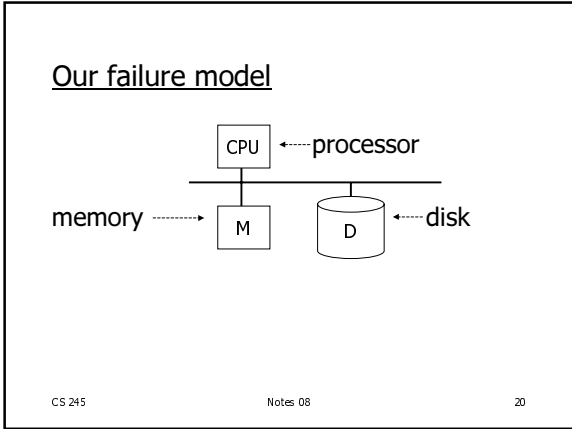 Our failure model
CPU
processor
memory
M
D
disk
CS 245 Notes 08 20